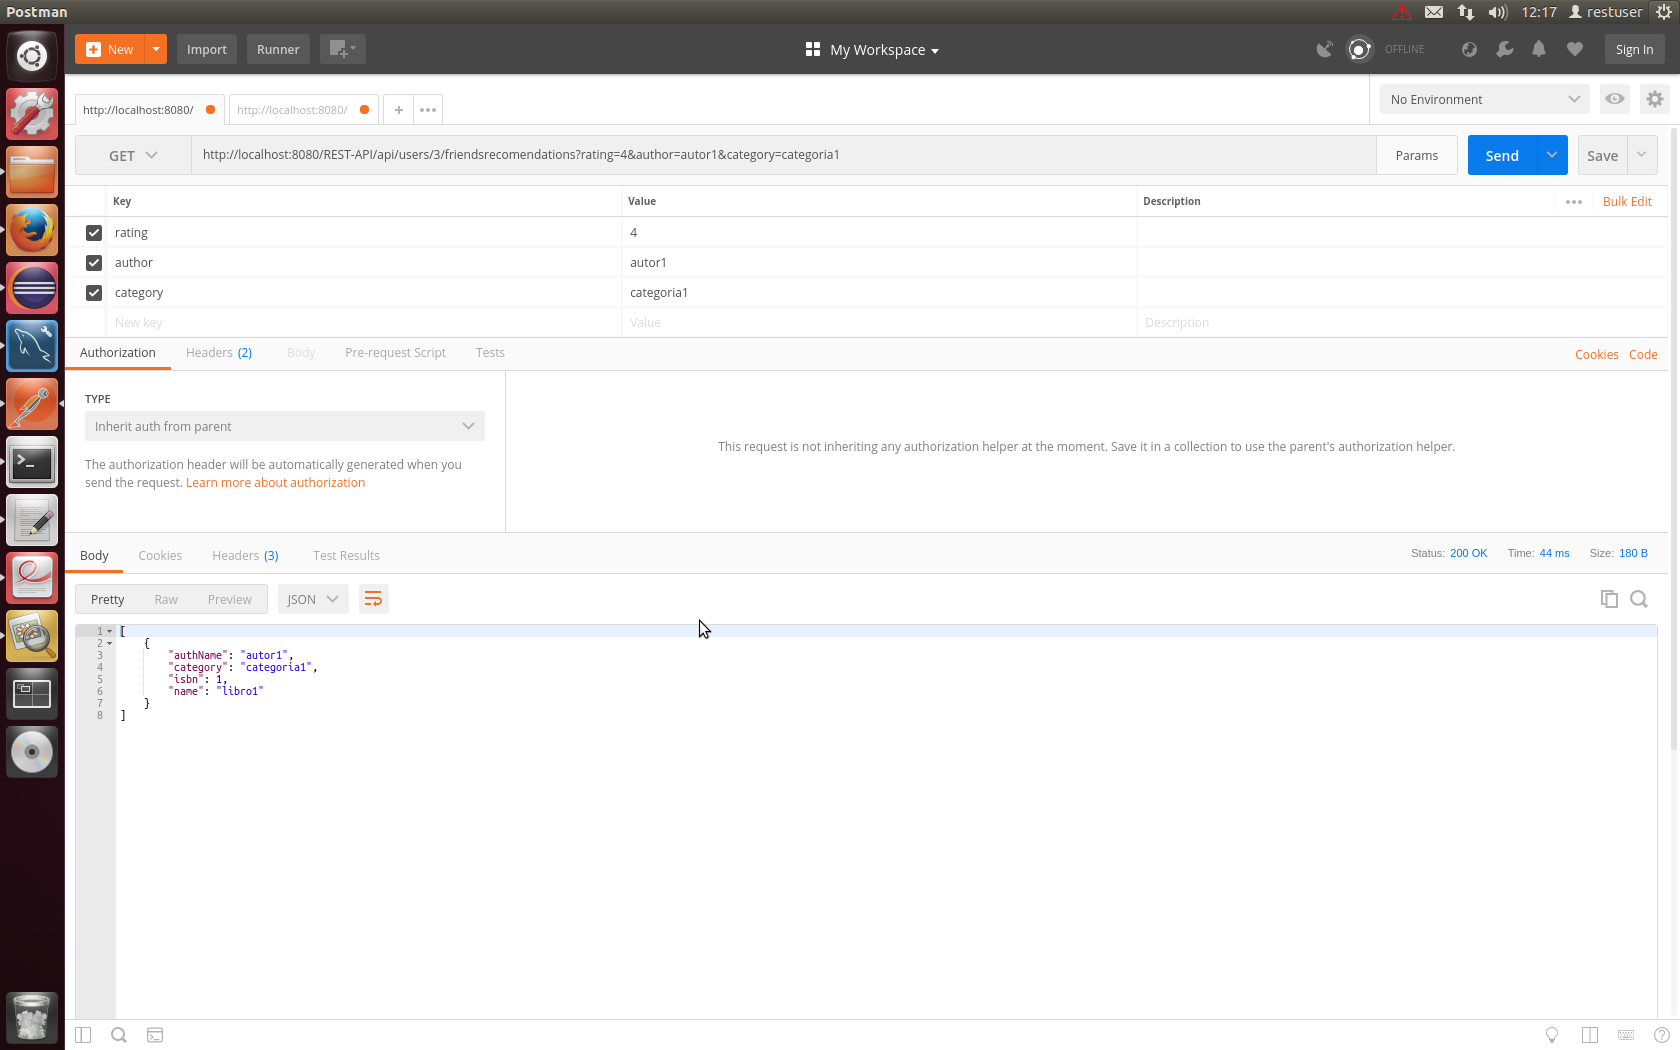 Postman
12:17 restuser
New Import Runner My Workspace OFFLINE Sign In
http://localhost:8080/ http://localhost:8080/ + No Environment
GET http://localhost:8080/REST-API/api/users/3/friendsrecomendations?rating=4&author=autor1&category=categoria1 Params Send Save
Key Value Description Bulk Edit
rating 4
author autor1
category categoria1
New key Value Description
Authorization Headers (2) Body Pre-request Script Tests Cookies Code
TYPE
Inherit auth from parent
The authorization header will be automatically generated when you
send the request. Learn more about authorization
This request is not inheriting any authorization helper at the moment. Save it in a collection to use the parent's authorization helper.
Body Cookies Headers (3) Test Results Status: 200 OK Time: 44 ms Size: 180 B
Pretty Raw Preview JSON
1 [
2 {
3 "authName": "autor1",
4 "category": "categoria1",
5 "isbn": 1,
6 "name": "libro1"
7 }
8 ]